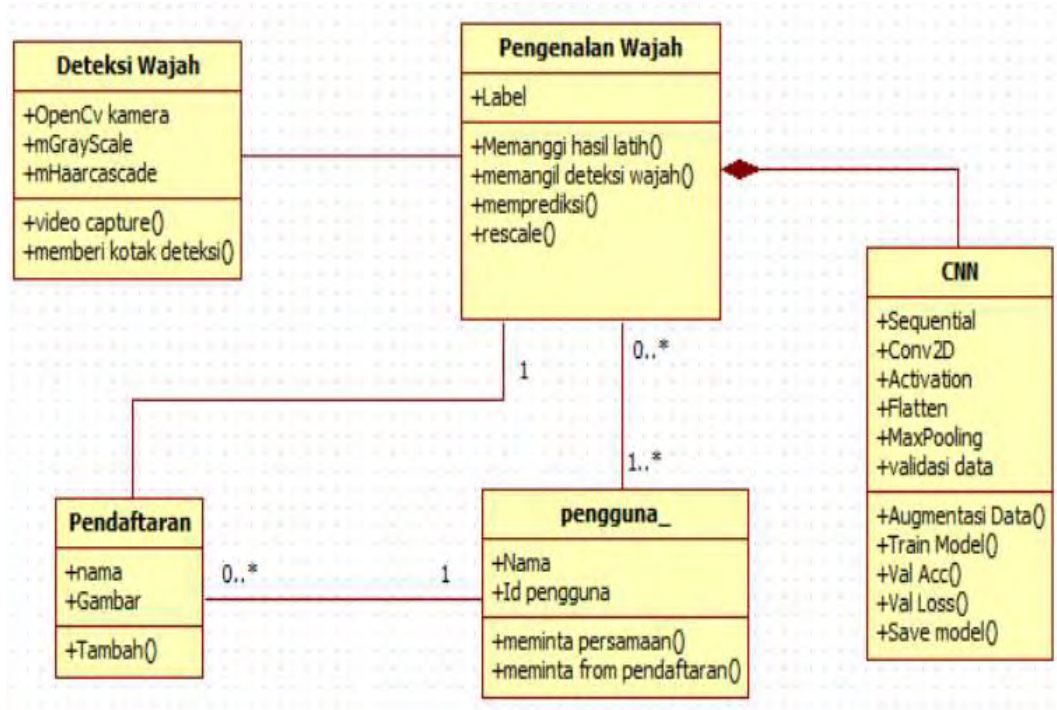 Deteksi Wajah
+OpenCv kamera
+mGrayScale
+mHaarcascade
+video capture()
+memberi kotak deteksi()
Pengenalan Wajah
+Label
+Memanggi hasil latih()
+memangil deteksi wajah()
+memprediksi()
+rescale()
CNN
+Sequential
+Conv2D
+Activation
+Flatten
+MaxPooling
+validasi data
+Augmentasi Data()
+Train Model()
+Val Acc()
+Val Loss()
+Save model()
1
0..*
1..*
Pendaftaran
+nama
+Gambar
+Tambah()
0..*
1
pengguna_
+Nama
+Id pengguna
+meminta persamaan()
+meminta from pendaftaran()